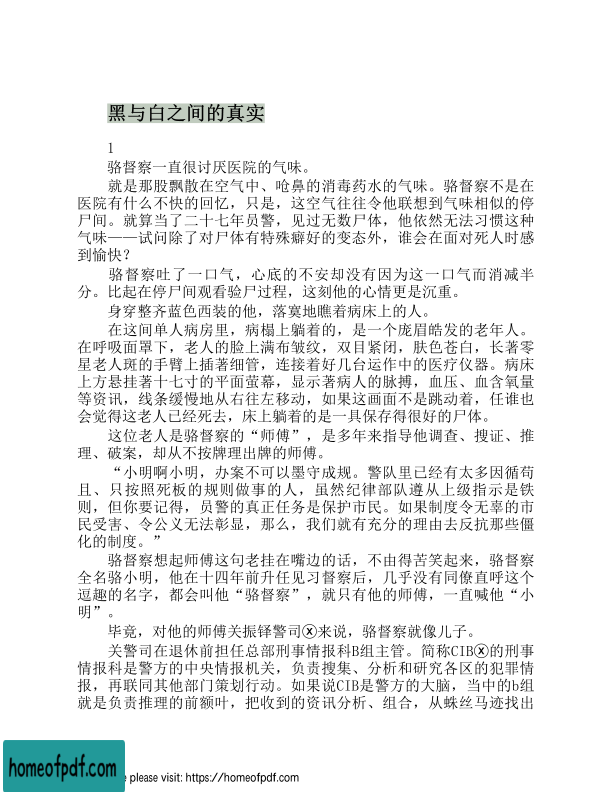 黑与白之间的真实
1
骆督察一直很讨厌医院的气味。
就是那股飘散在空气中、呛鼻的消毒药水的气味。骆督察不是在
医院有什么不快的回忆，只是，这空气往往令他联想到气味相似的停
尸间。就算当了二十七年员警，见过无数尸体，他依然无法习惯这种
气味——试问除了对尸体有特殊癖好的变态外，谁会在面对死人时感
到愉快？
骆督察吐了一口气，心底的不安却没有因为这一口气而消减半
分。比起在停尸间观看验尸过程，这刻他的心情更是沉重。
身穿整齐蓝色西装的他，落寞地瞧着病床上的人。
在这间单人病房里，病榻上躺着的，是一个庞眉皓发的老年人。
在呼吸面罩下，老人的脸上满布皱纹，双目紧闭，肤色苍白，长著零
星老人斑的手臂上插著细管，连接着好几台运作中的医疗仪器。病床
上方悬挂著十七寸的平面萤幕，显示著病人的脉搏，血压、血含氧量
等资讯，线条缓慢地从右往左移动，如果这画面不是跳动着，任谁也
会觉得这老人已经死去，床上躺着的是一具保存得很好的尸体。
这位老人是骆督察的“师傅”，是多年来指导他调查、搜证、推
理、破案，却从不按牌理出牌的师傅。
“小明啊小明，办案不可以墨守成规。警队里已经有太多因循苟
且、只按照死板的规则做事的人，虽然纪律部队遵从上级指示是铁
则，但你要记得，员警的真正任务是保护市民。如果制度令无辜的市
民受害、令公义无法彰显，那么，我们就有充分的理由去反抗那些僵
化的制度。”
骆督察想起师傅这句老挂在嘴边的话，不由得苦笑起来，骆督察
全名骆小明，他在十四年前升任见习督察后，几乎没有同僚直呼这个
逗趣的名字，都会叫他“骆督察”，就只有他的师傅，一直喊他“小
明”。
毕竟，对他的师傅关振铎警司ⓧ来说，骆督察就像儿子。
关警司在退休前担任总部刑事情报科B组主管。简称CIBⓧ的刑事
情报科是警方的中央情报机关，负责搜集、分析和研究各区的犯罪情
报，再联同其他部门策划行动。如果说CIB是警方的大脑，当中的b组
就是负责推理的前额叶，把收到的资讯分析、组合，从蛛丝马迹找出
homeofpdf.com
e please visit: https://homeofpdf.com